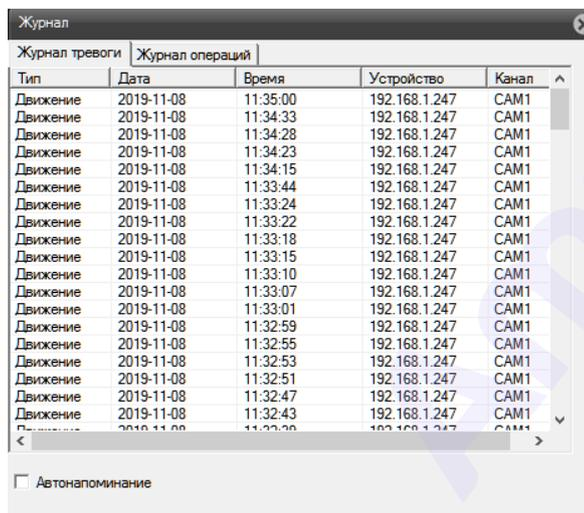 Журнал
Журнал тревоги Журнал операций
Тип Дата Время Устройство Канал
Движение 2019-11-08 11:35:00 192.168.1.247 CAM1
Движение 2019-11-08 11:34:33 192.168.1.247 CAM1
Движение 2019-11-08 11:34:28 192.168.1.247 CAM1
Движение 2019-11-08 11:34:23 192.168.1.247 CAM1
Движение 2019-11-08 11:34:15 192.168.1.247 CAM1
Движение 2019-11-08 11:33:44 192.168.1.247 CAM1
Движение 2019-11-08 11:33:24 192.168.1.247 CAM1
Движение 2019-11-08 11:33:22 192.168.1.247 CAM1
Движение 2019-11-08 11:33:18 192.168.1.247 CAM1
Движение 2019-11-08 11:33:15 192.168.1.247 CAM1
Движение 2019-11-08 11:33:10 192.168.1.247 CAM1
Движение 2019-11-08 11:33:07 192.168.1.247 CAM1
Движение 2019-11-08 11:33:01 192.168.1.247 CAM1
Движение 2019-11-08 11:32:59 192.168.1.247 CAM1
Движение 2019-11-08 11:32:55 192.168.1.247 CAM1
Движение 2019-11-08 11:32:53 192.168.1.247 CAM1
Движение 2019-11-08 11:32:51 192.168.1.247 CAM1
Движение 2019-11-08 11:32:47 192.168.1.247 CAM1
Движение 2019-11-08 11:32:43 192.168.1.247 CAM1
Автонапоминание